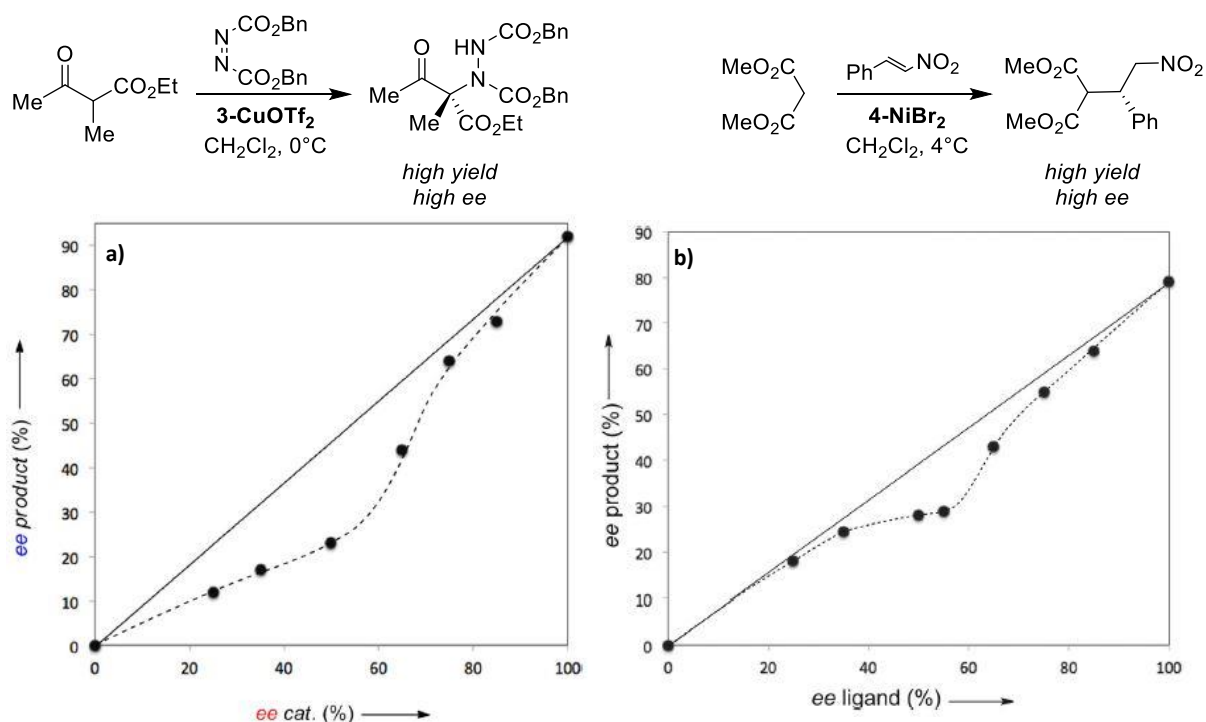 O
Me
CO₂Et
Me
N
CO₂Bn
N
CO₂Bn
3-CuOTf₂
CH₂Cl₂, 0°C
O
HN
CO₂Bn
N
CO₂Bn
Me
Me
CO₂Et
high yield
high ee
MeO₂C
MeO₂C
Ph
NO₂
4-NiBr₂
CH₂Cl₂, 4°C
MeO₂C
NO₂
MeO₂C
Ph
high yield
high ee
a)
90
80
70
60
50
40
30
20
10
0
0 20 40 60 80 100
ee product (%)
ee cat. (%)
b)
90
80
70
60
50
40
30
20
10
0
0 20 40 60 80 100
ee product (%)
ee ligand (%)